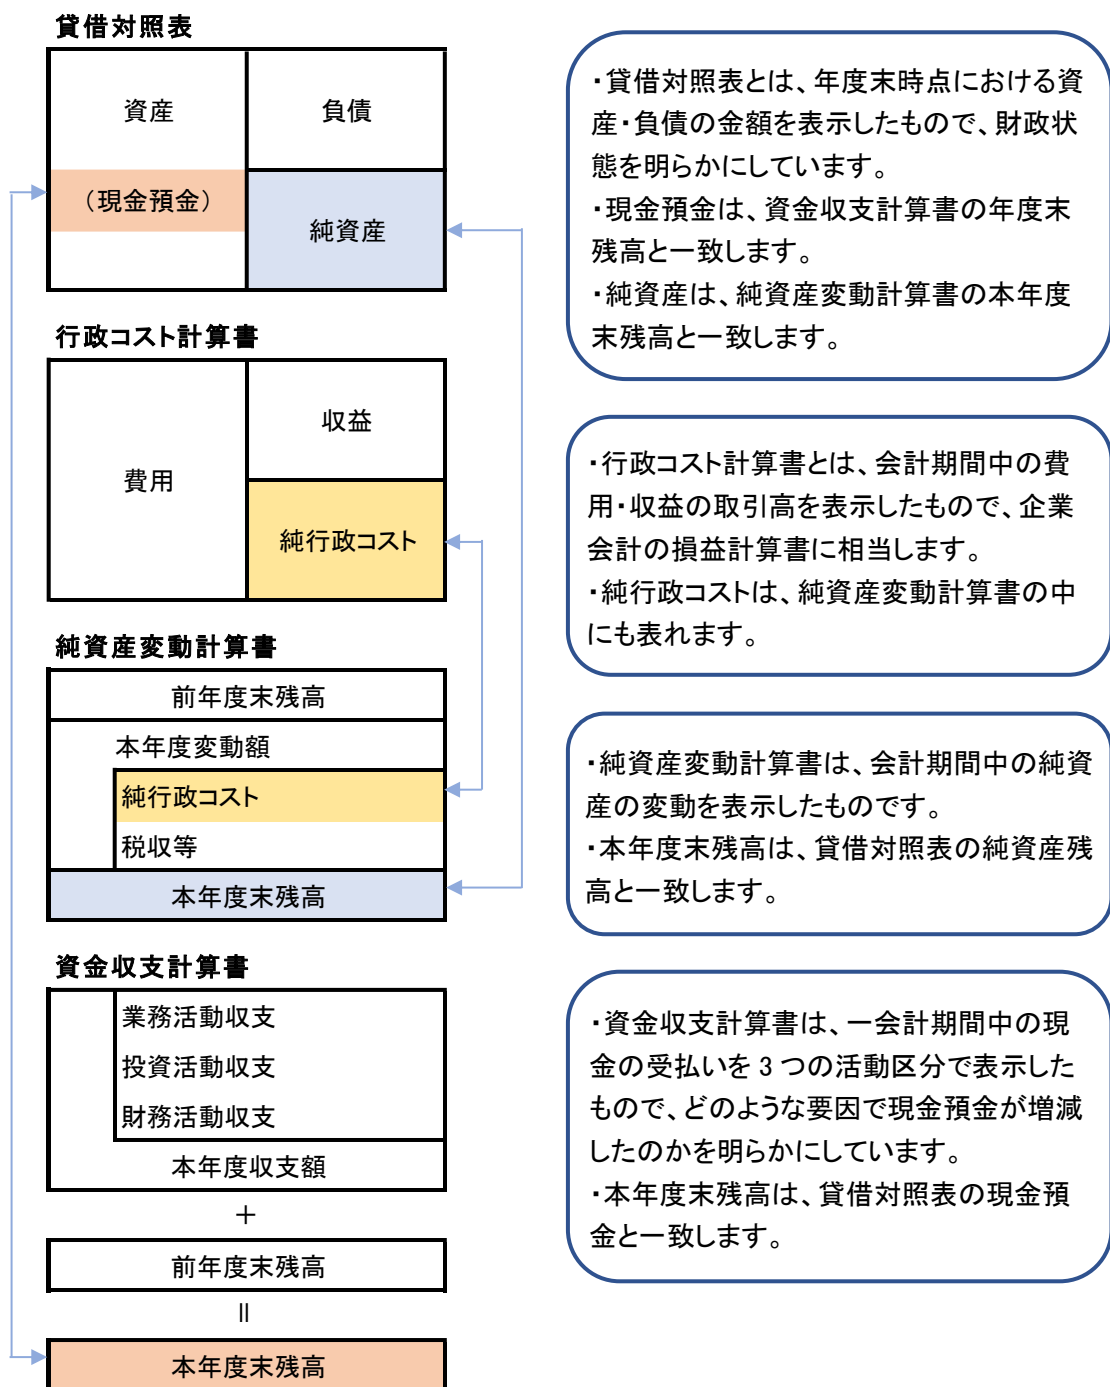 貸借対照表
資産
負債
（現金預金）
純資産
・貸借対照表とは、年度末時点における資
産・負債の金額を表示したもので、財政状
態を明らかにしています。
・現金預金は、資金収支計算書の年度末
残高と一致します。
・純資産は、純資産変動計算書の本年度
末残高と一致します。
行政コスト計算書
費用
収益
純行政コスト
・行政コスト計算書とは、会計期間中の費
用・収益の取引高を表示したもので、企業
会計の損益計算書に相当します。
・純行政コストは、純資産変動計算書の中
にも表れます。
純資産変動計算書
前年度末残高
本年度変動額
純行政コスト
税収等
本年度末残高
・純資産変動計算書は、会計期間中の純資
産の変動を表示したものです。
・本年度末残高は、貸借対照表の純資産残
高と一致します。
資金収支計算書
業務活動収支
投資活動収支
財務活動収支
本年度収支額
＋
前年度末残高
＝
本年度末残高
・資金収支計算書は、一会計期間中の現
金の受払いを 3 つの活動区分で表示した
もので、どのような要因で現金預金が増減
したのかを明らかにしています。
・本年度末残高は、貸借対照表の現金預
金と一致します。